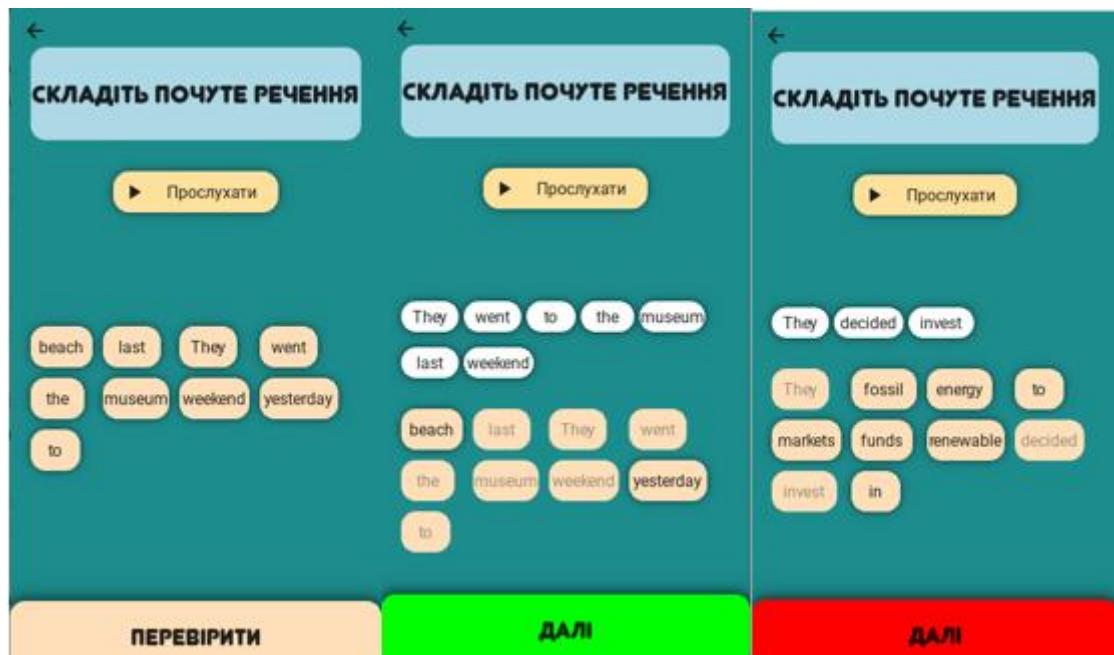 СКЛАДІТЬ ПОЧУТЕ РЕЧЕННЯ
Прослухати
beach last They went
the museum weekend yesterday
to
ПЕРЕВІРИТИ
СКЛАДІТЬ ПОЧУТЕ РЕЧЕННЯ
Прослухати
They went to the museum
last weekend
beach last They went
the museum weekend yesterday
to
ДАЛІ
СКЛАДІТЬ ПОЧУТЕ РЕЧЕННЯ
Прослухати
They decided invest
They fossil energy to
markets funds renewable decided
invest in
ДАЛІ